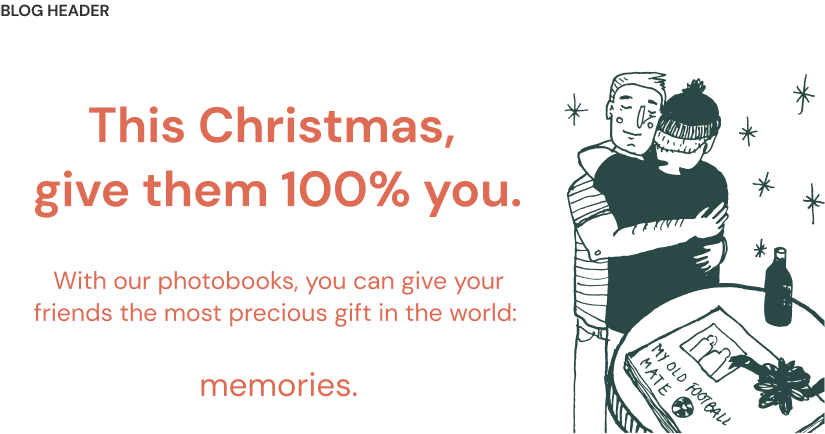 BLOG HEADER
This Christmas,
give them 100% you.
With our photobooks, you can give your
friends the most precious gift in the world:
memories.
MY OLD FOOTBALL
MATE